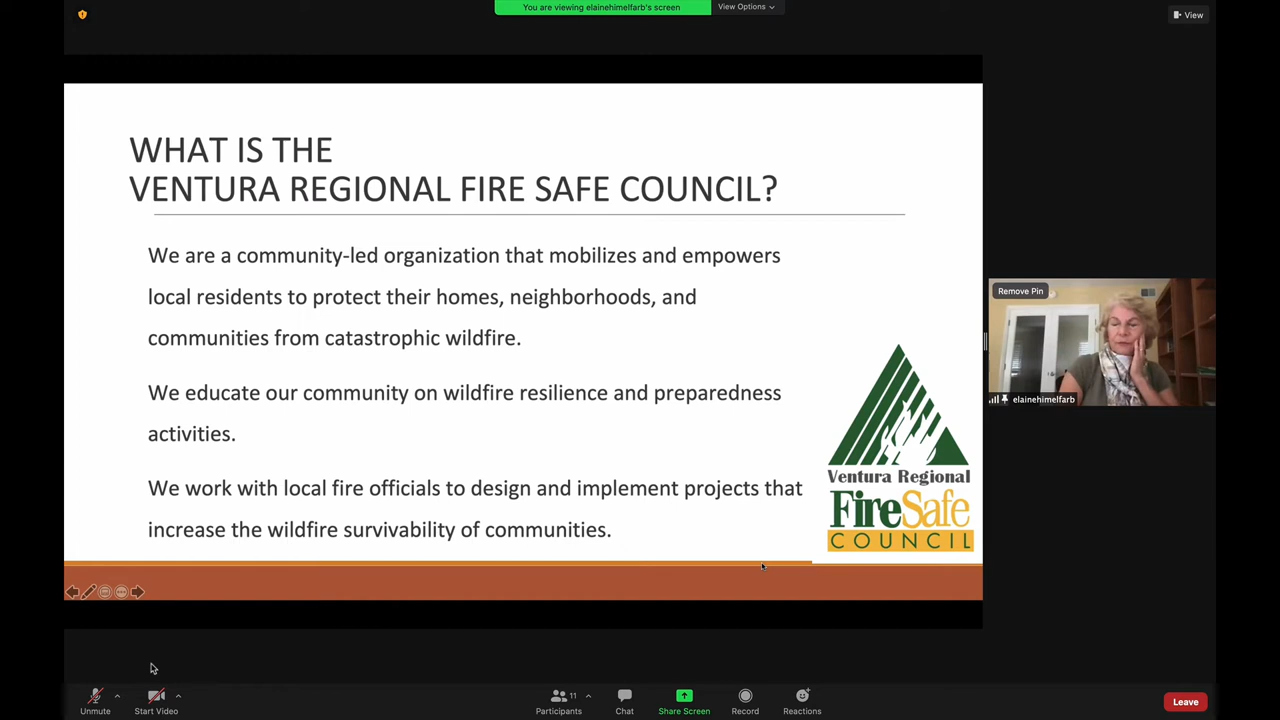 You are viewing elainehimelfarb's screen
View Options
View
WHAT IS THE
VENTURA REGIONAL FIRE SAFE COUNCIL?
We are a community-led organization that mobilizes and empowers
local residents to protect their homes, neighborhoods, and
communities from catastrophic wildfire.
We educate our community on wildfire resilience and preparedness
activities.
We work with local fire officials to design and implement projects that
increase the wildfire survivability of communities.
Ventura Regional
FireSafe
COUNCIL
Remove Pin
elainehimelfarb
Unmute
Start Video
11
Participants
Chat
Share Screen
Record
Reactions
Leave